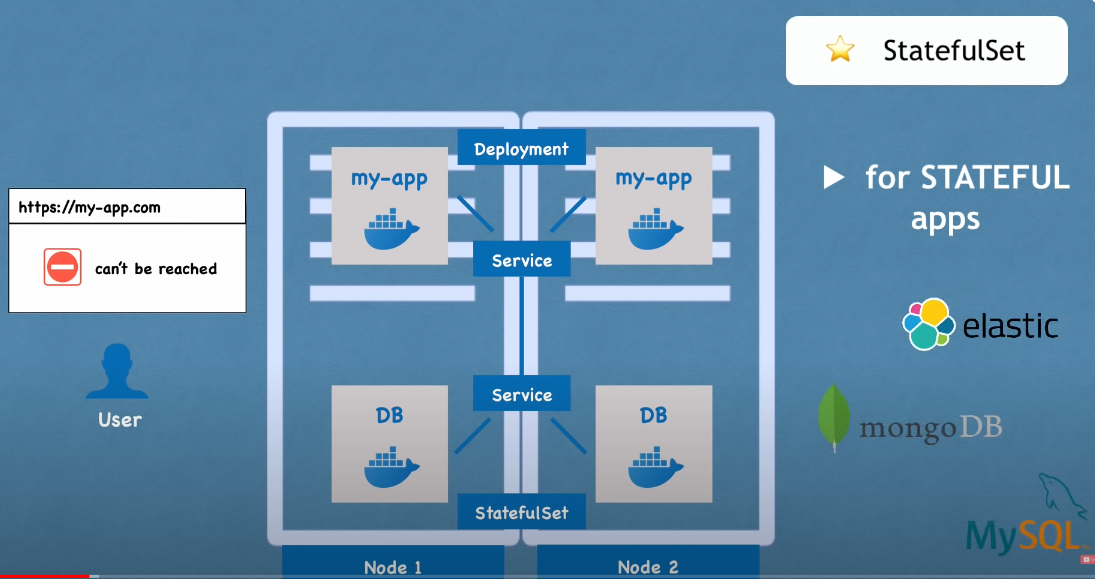 StatefulSet
Deployment
my-app
my-app
for STATEFUL
apps
https://my-app.com
can't be reached
Service
User
elastic
Service
DB
DB
mongoDB
StatefulSet
MySQL
Node 1
Node 2